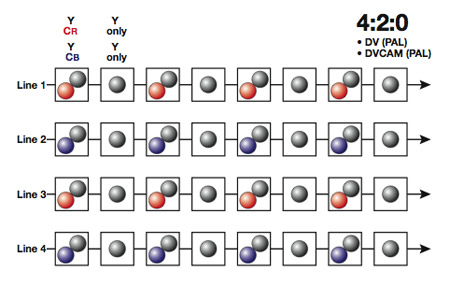 Y Y
CR only
Y Y
CB only
4:2:0
• DV (PAL)
• DVCAM (PAL)
Line 1
Line 2
Line 3
Line 4